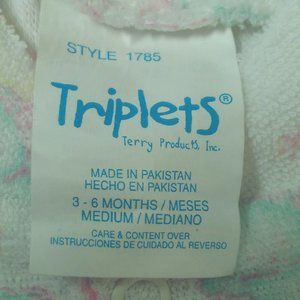 STYLE 1785
Triplets®
Terry Products, Inc.
MADE IN PAKISTAN
HECHO EN PAKISTAN
3 - 6 MONTHS / MESES
MEDIUM / MEDIANO
CARE & CONTENT OVER
INSTRUCCIONES DE CUIDADO AL REVERSO